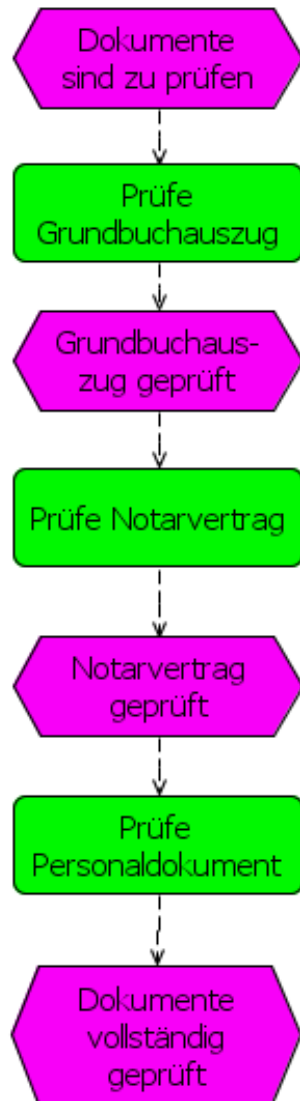 Dokumente
sind zu prüfen
Prüfe
Grundbuchauszug
Grundbuchaus-
zug geprüft
Prüfe Notarvertrag
Notarvertrag
geprüft
Prüfe
Personaldokument
Dokumente
vollständig
geprüft